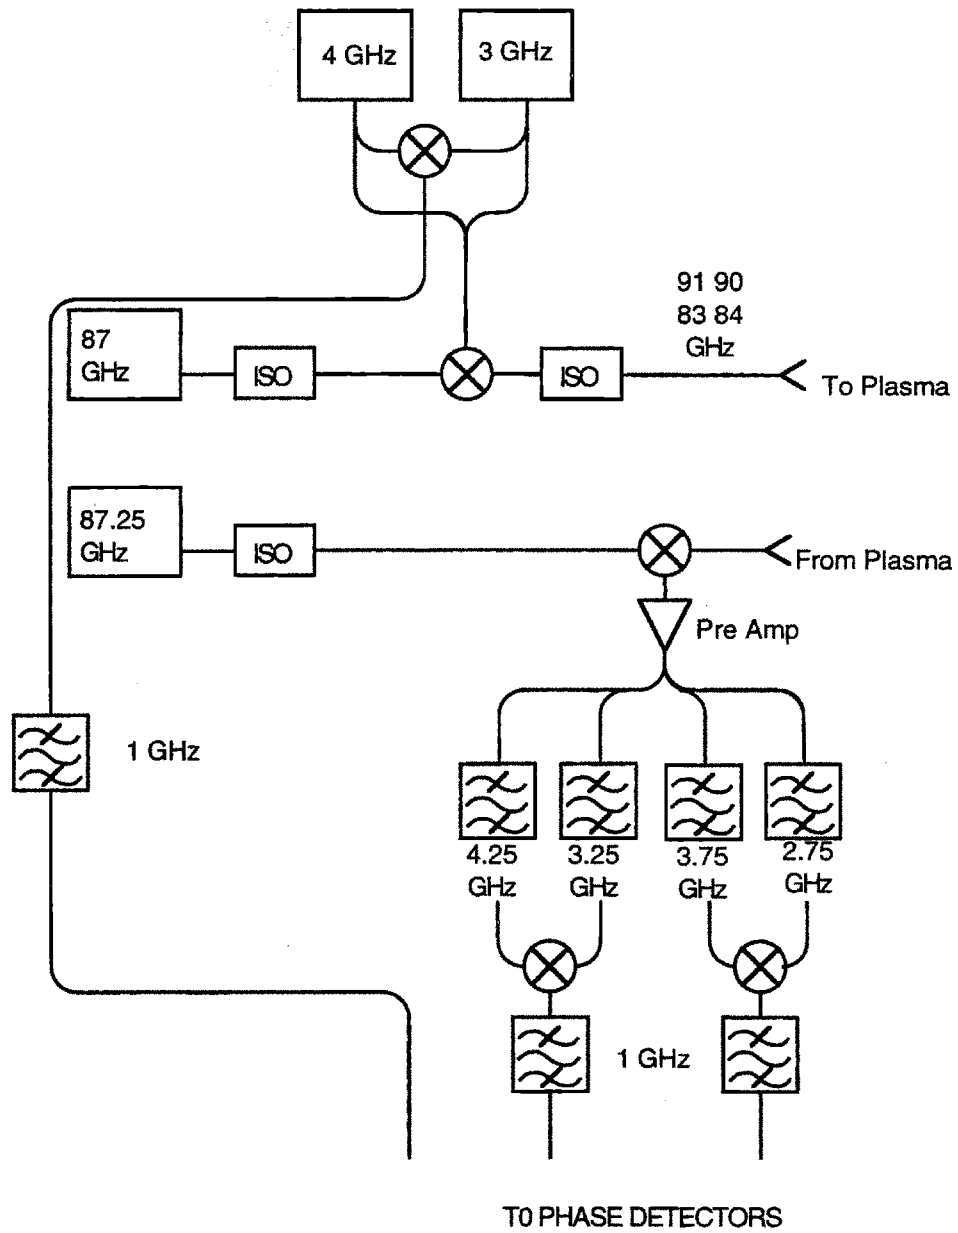 4 GHz
3 GHz
91 90
83 84
GHz
87
GHz
ISO
ISO
To Plasma
87.25
GHz
ISO
From Plasma
Pre Amp
1 GHz
4.25
GHz
3.25
GHz
3.75
GHz
2.75
GHz
1 GHz
T0 PHASE DETECTORS